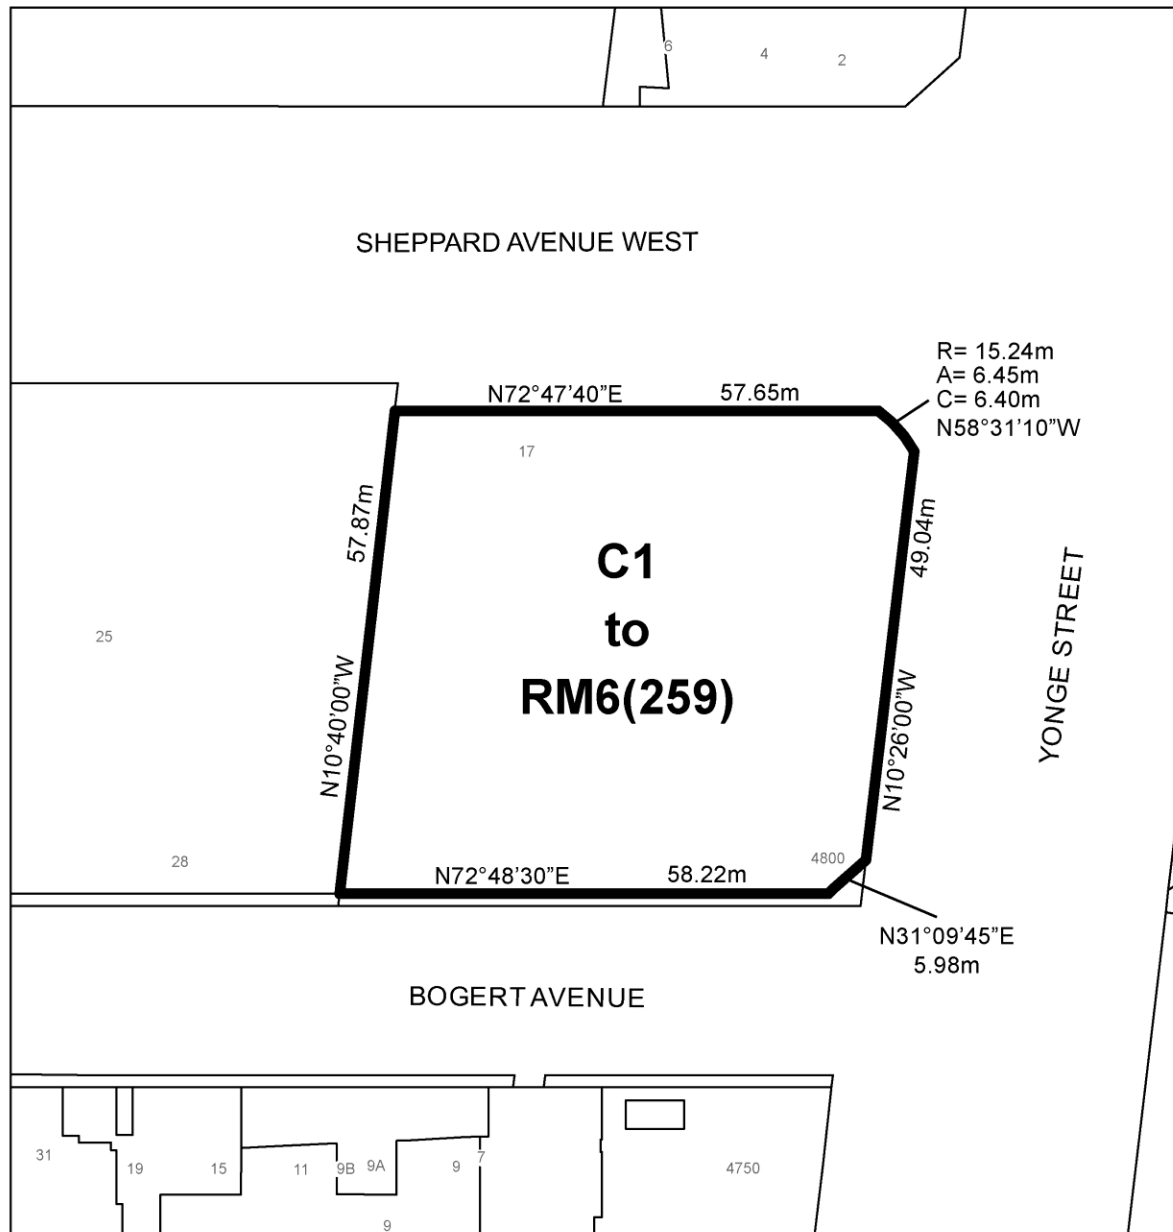 6
4
2
SHEPPARD AVENUE WEST
R= 15.24m
A= 6.45m
C= 6.40m
N58°31'10"W
N72°47'40"E 57.65m
17
57.87m
N10°40'00"W
49.04m
N10°26'00"W
C1
to
RM6(259)
YONGE STREET
25
28
4800
N72°48'30"E 58.22m
N31°09'45"E
5.98m
BOGERT AVENUE
31
19
15
11
9B
9A
9
7
9
4750